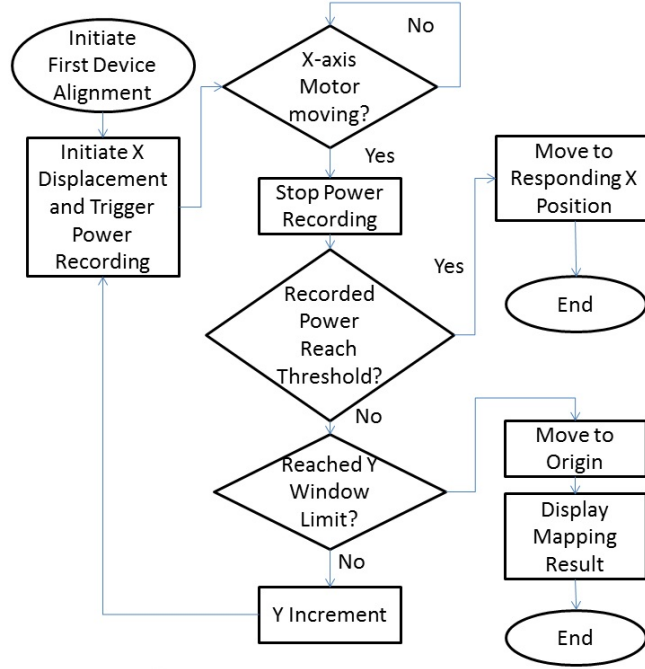 Initiate
First Device
Alignment
No
X-axis
Motor
moving?
Initiate X
Displacement
and Trigger
Power
Recording
Yes
Stop Power
Recording
Move to
Responding X
Position
Yes
End
Recorded
Power
Reach
Threshold?
No
Reached Y
Window
Limit?
Move to
Origin
Display
Mapping
Result
No
Y Increment
End